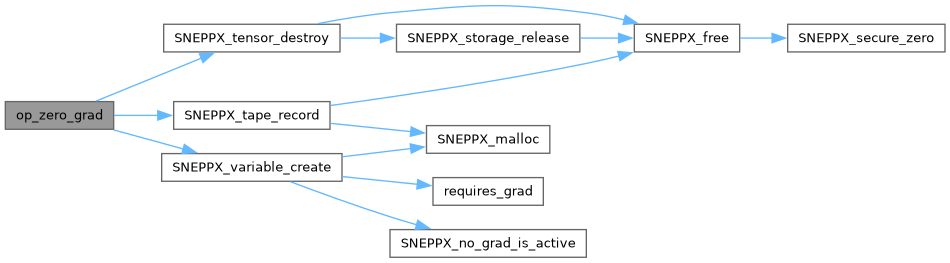 op_zero_grad
SNEPPX_tensor_destroy
SNEPPX_tape_record
SNEPPX_variable_create
SNEPPX_storage_release
SNEPPX_malloc
requires_grad
SNEPPX_no_grad_is_active
SNEPPX_free
SNEPPX_secure_zero